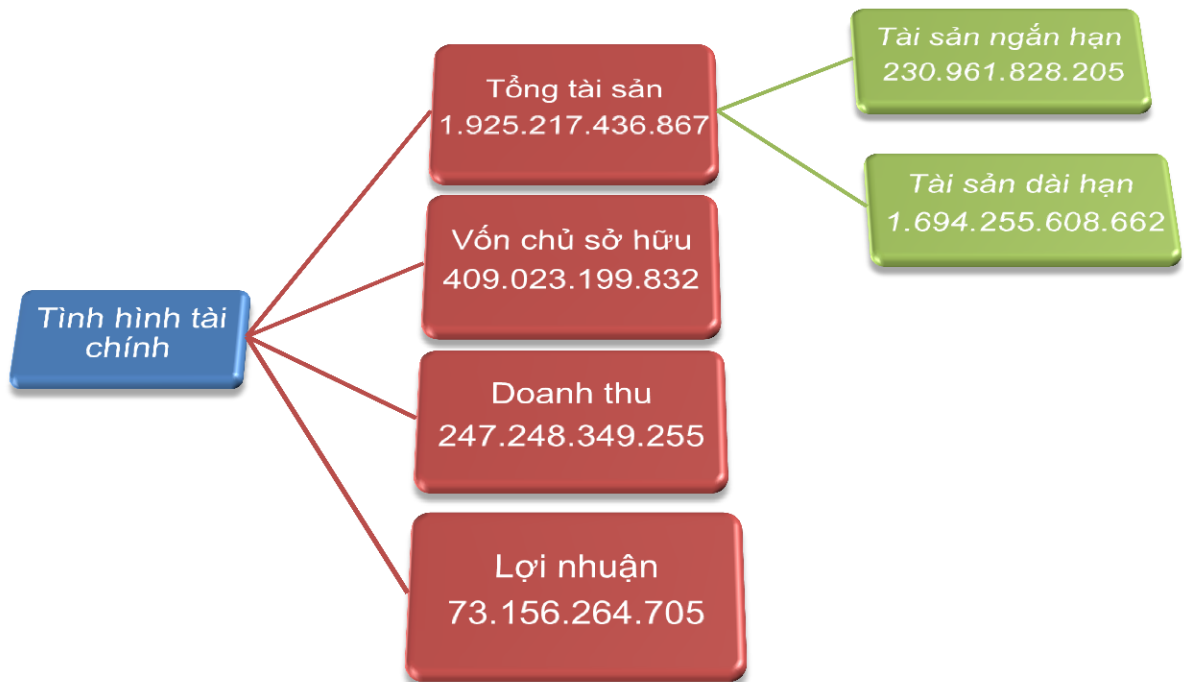 Tình hình tài
chính
Tổng tài sản
1.925.217.436.867
Tài sản ngắn hạn
230.961.828.205
Tài sản dài hạn
1.694.255.608.662
Vốn chủ sở hữu
409.023.199.832
Doanh thu
247.248.349.255
Lợi nhuận
73.156.264.705